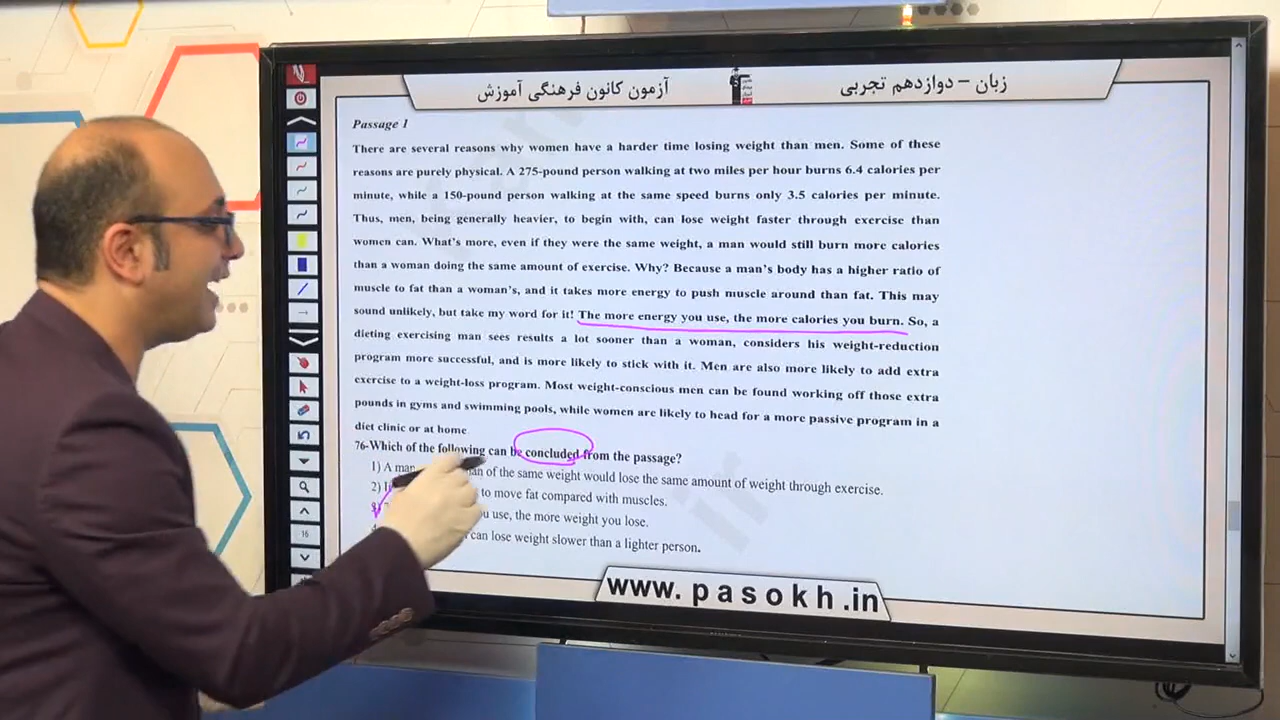 آزمون کانون فرهنگی آموزش
زبان – دوازدهم تجربی
Passage 1
There are several reasons why women have a harder time losing weight than men. Some of these
reasons are purely physical. A 275-pound person walking at two miles per hour burns 6.4 calories per
minute, while a 150-pound person walking at the same speed burns only 3.5 calories per minute.
Thus, men, being generally heavier, to begin with, can lose weight faster through exercise than
women can. What's more, even if they were the same weight, a man would still burn more calories
than a woman doing the same amount of exercise. Why? Because a man's body has a higher ratio of
muscle to fat than a woman's, and it takes more energy to push muscle around than fat. This may
sound unlikely, but take my word for it! The more energy you use, the more calories you burn. So, a
dieting exercising man sees results a lot sooner than a woman, considers his weight-reduction
program more successful, and is more likely to stick with it. Men are also more likely to add extra
exercise to a weight-loss program. Most weight-conscious men can be found working off those extra
pounds in gyms and swimming pools, while women are likely to head for a more passive program in a
diet clinic or at home
76-Which of the following can be concluded from the passage?
1) A man of the same weight would lose the same amount of weight through exercise.
2) to move fat compared with muscles.
3) use, the more weight you lose.
can lose weight slower than a lighter person.
16
www. pasokh.in